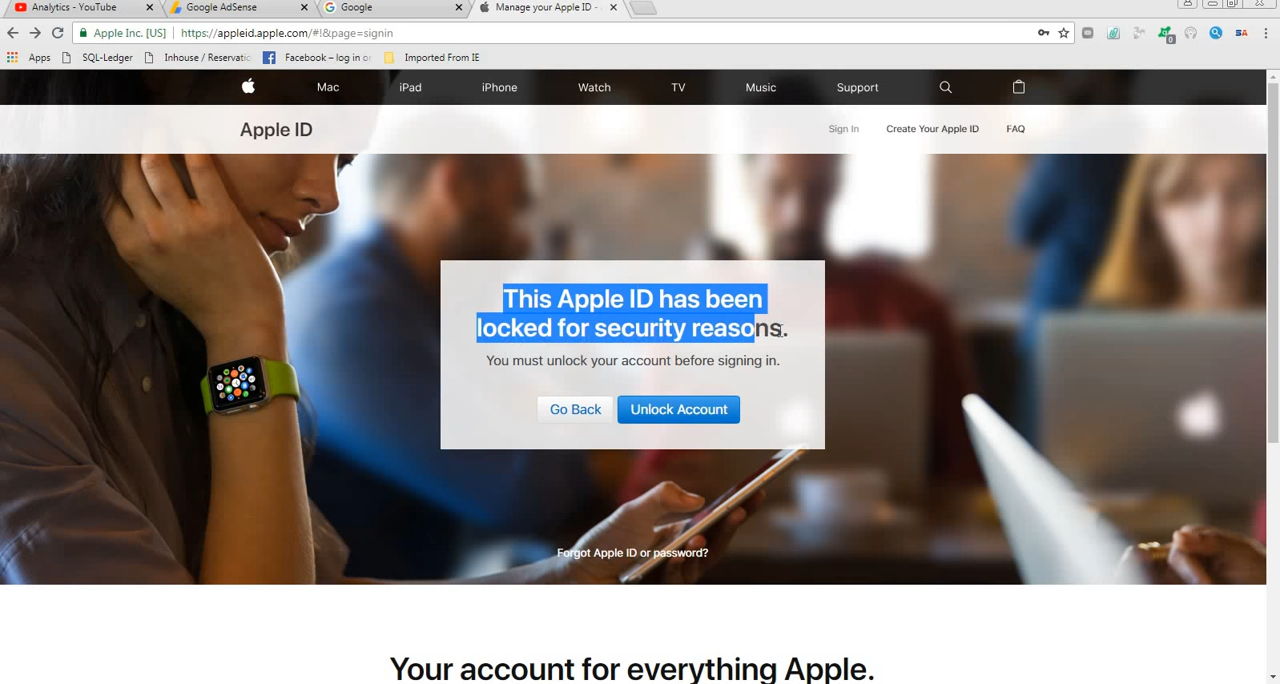 Analytics - YouTube
Google AdSense
Google
Manage your Apple ID -
Apple Inc. [US]
https://appleid.apple.com/#!&page=signin
0
SA
Apps
SQL-Ledger
Inhouse / Reservatic
Facebook – log in or
Imported From IE
Mac
iPad
iPhone
Watch
TV
Music
Support
Apple ID
Sign In
Create Your Apple ID
FAQ
This Apple ID has been
locked for security reasons.
You must unlock your account before signing in.
Go Back
Unlock Account
Forgot Apple ID or password?
Your account for everything Apple.